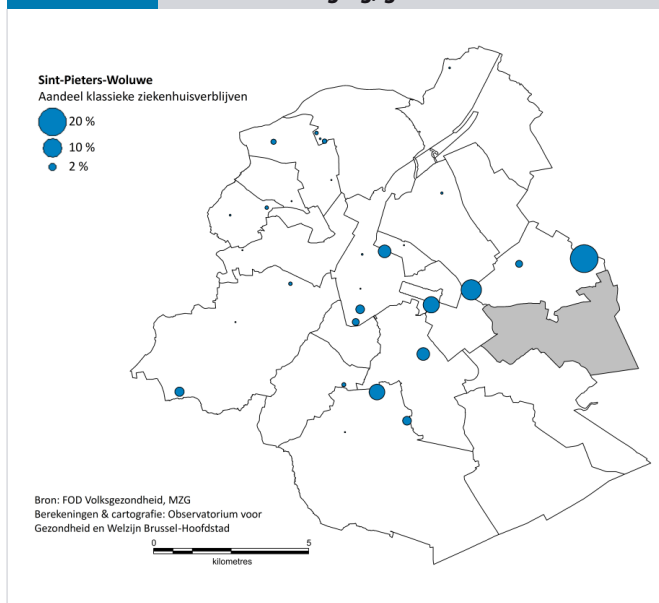 Sint-Pieters-Woluwe
Aandeel klassieke ziekenhuisverblijven
20 %
10 %
2 %
Bron: FOD Volksgezondheid, MZG
Berekeningen & cartografie: Observatorium voor
Gezondheid en Welzijn Brussel-Hoofdstad
0 5
kilometres